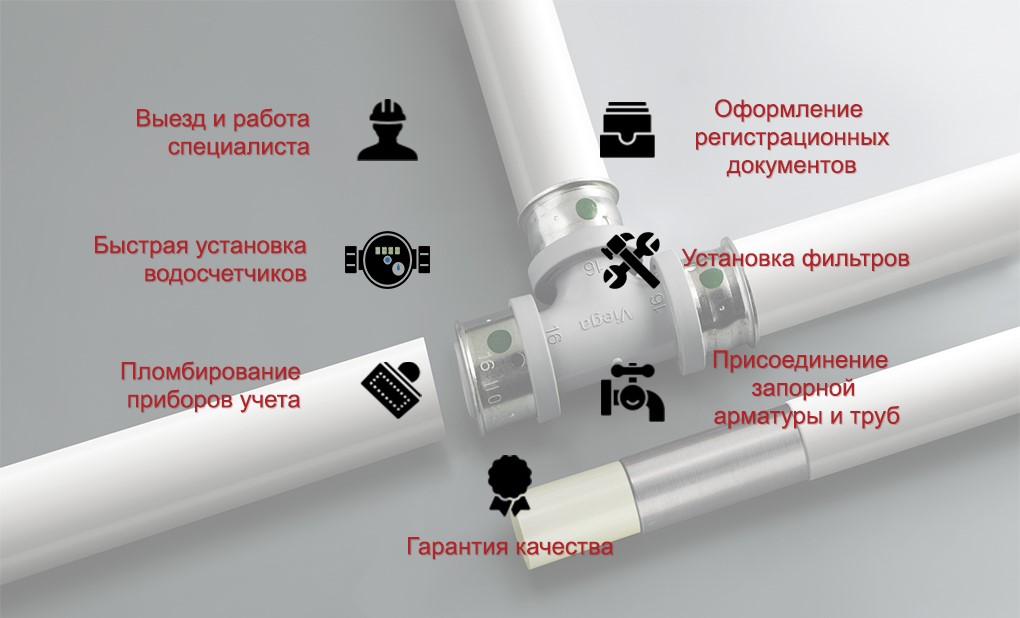 Выезд и работа
специалиста
Оформление
регистрационных
документов
Быстрая установка
водосчетчиков
Установка фильтров
Пломбирование
приборов учета
Присоединение
запорной
арматуры и труб
Гарантия качества
16
16
16
Viega
16